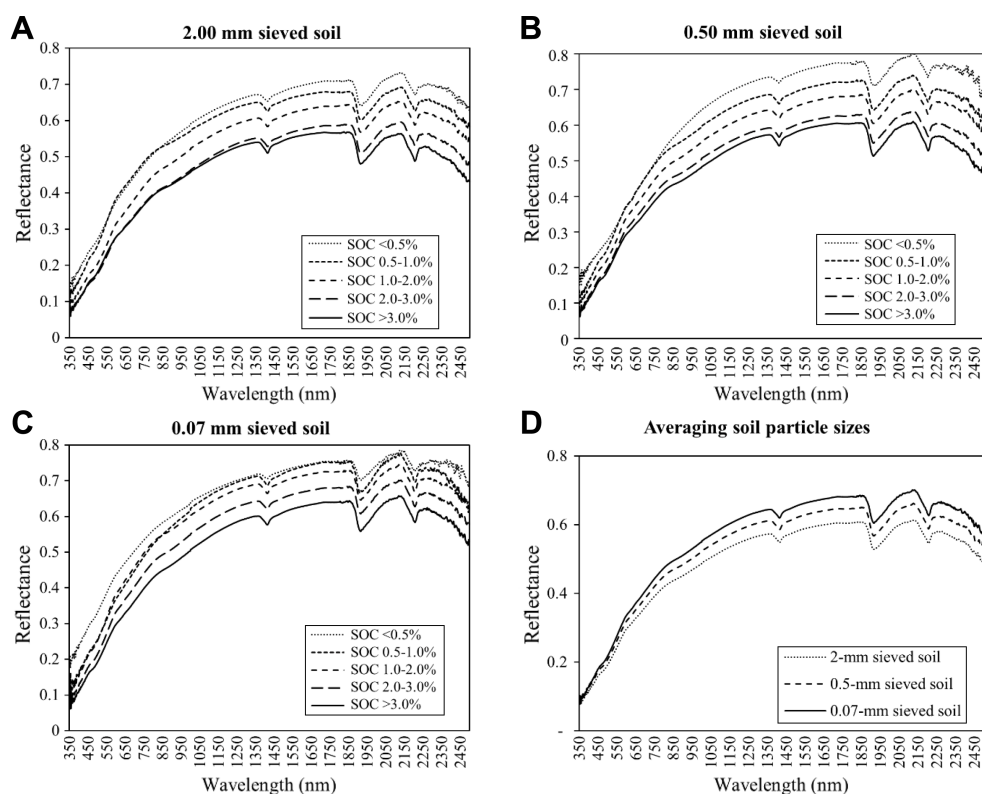 A
2.00 mm sieved soil
Reflectance
0.8
0.7
0.6
0.5
0.4
0.3
0.2
0.1
0
SOC <0.5%
SOC 0.5-1.0%
SOC 1.0-2.0%
SOC 2.0-3.0%
SOC >3.0%
350 450 550 650 750 850 950 1050 1150 1250 1350 1450 1550 1650 1750 1850 1950 2050 2150 2250 2350 2450
Wavelength (nm)
B
0.50 mm sieved soil
Reflectance
0.8
0.7
0.6
0.5
0.4
0.3
0.2
0.1
0
SOC <0.5%
SOC 0.5-1.0%
SOC 1.0-2.0%
SOC 2.0-3.0%
SOC >3.0%
350 450 550 650 750 850 950 1050 1150 1250 1350 1450 1550 1650 1750 1850 1950 2050 2150 2250 2350 2450
Wavelength (nm)
C
0.07 mm sieved soil
Reflectance
0.8
0.7
0.6
0.5
0.4
0.3
0.2
0.1
0
SOC <0.5%
SOC 0.5-1.0%
SOC 1.0-2.0%
SOC 2.0-3.0%
SOC >3.0%
350 450 550 650 750 850 950 1050 1150 1250 1350 1450 1550 1650 1750 1850 1950 2050 2150 2250 2350 2450
Wavelength (nm)
D
Averaging soil particle sizes
Reflectance
0.8
0.6
0.4
0.2
-
2-mm sieved soil
0.5-mm sieved soil
0.07-mm sieved soil
350 450 550 650 750 850 950 1050 1150 1250 1350 1450 1550 1650 1750 1850 1950 2050 2150 2250 2350 2450
Wavelength (nm)